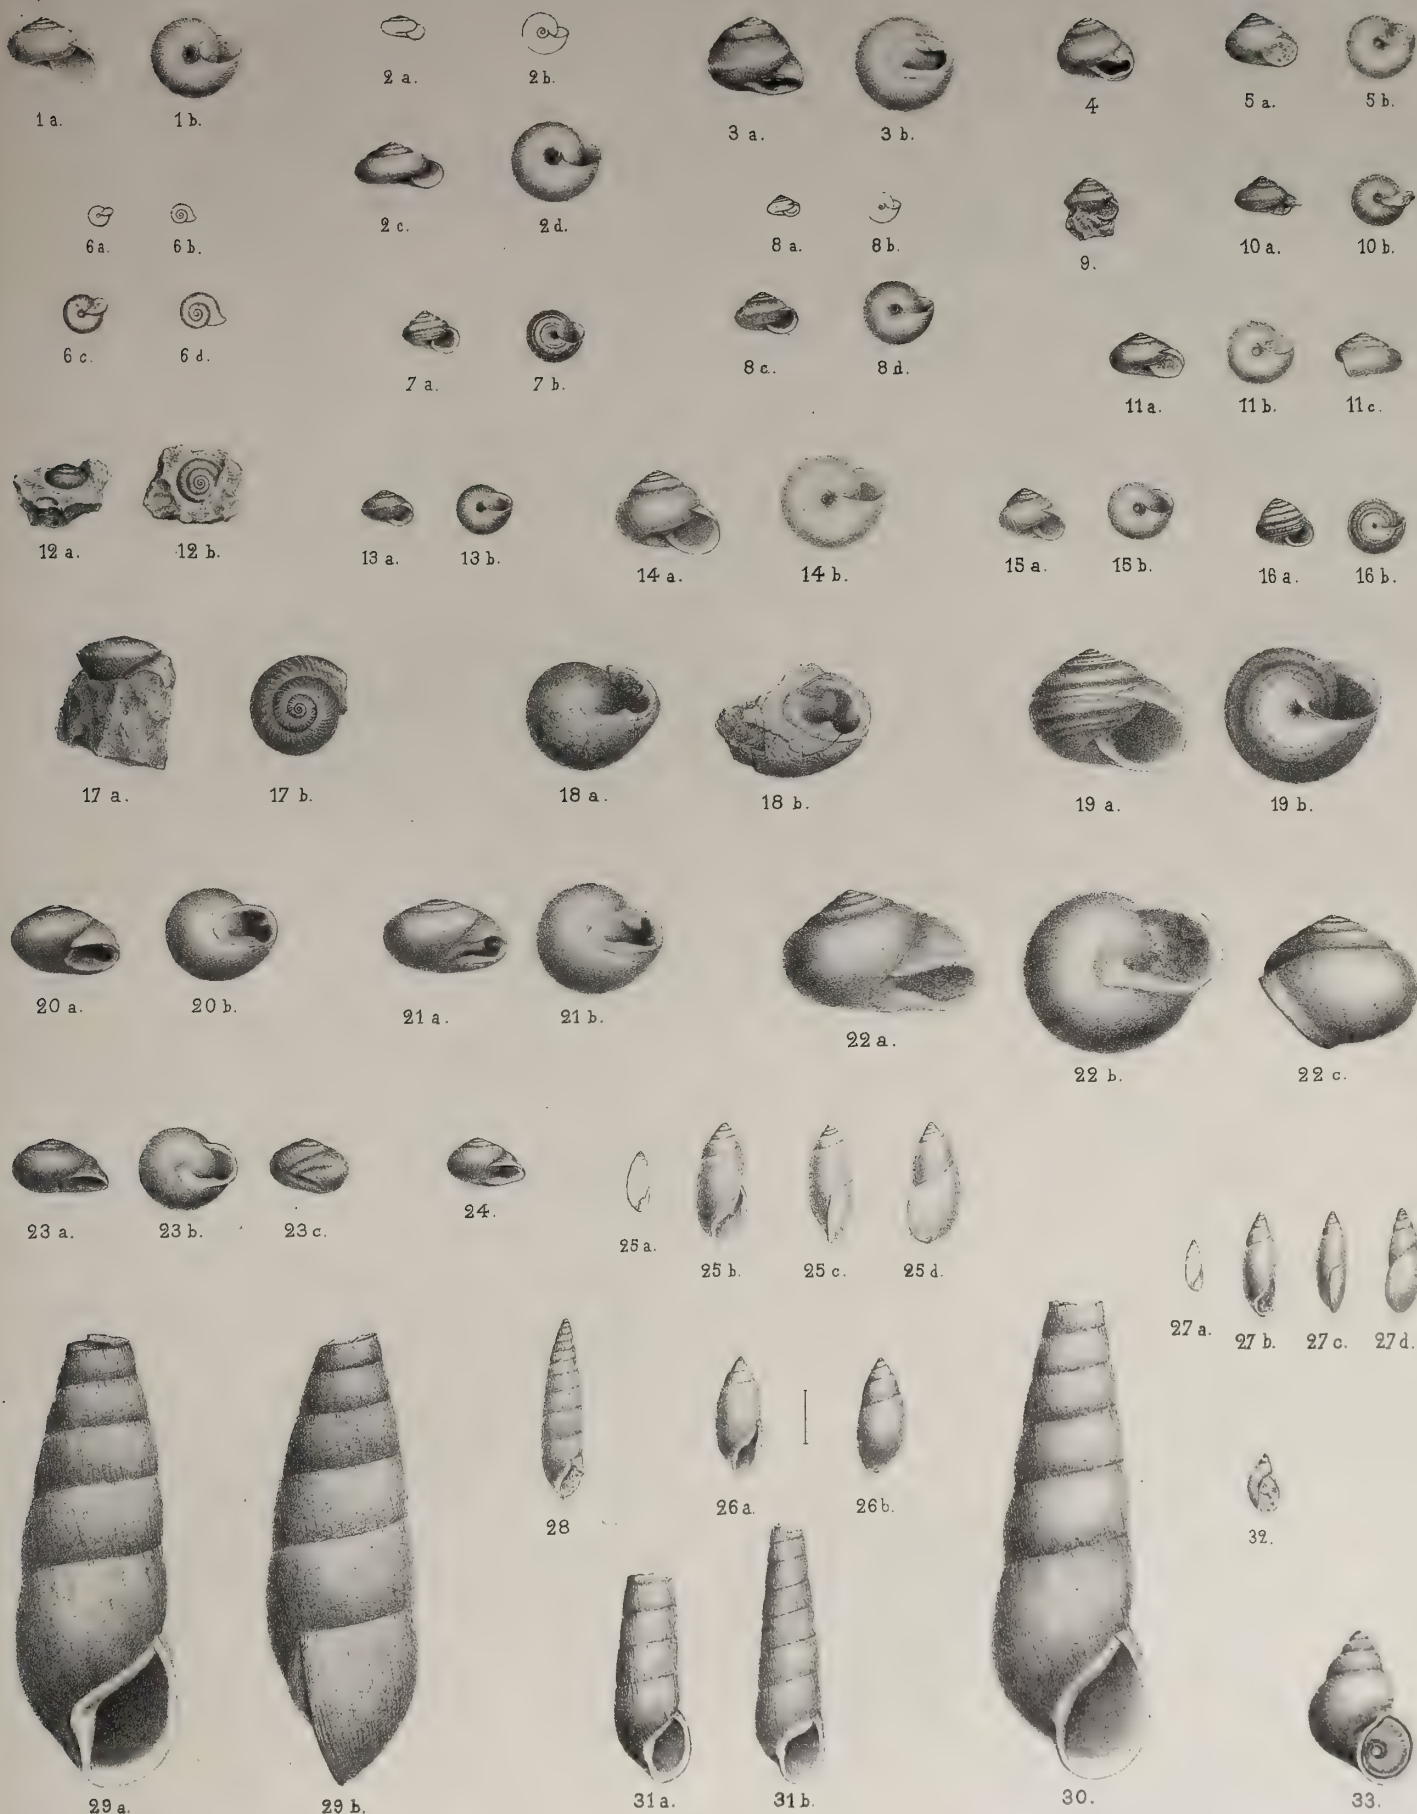 1 a. 1 b. 2 a. 2 b. 3 a. 3 b. 4 5 a. 5 b.
6 a. 6 b. 2 c. 2 d. 8 a. 8 b. 9. 10 a. 10 b.
6 c. 6 d. 7 a. 7 b. 8 c. 8 d. 11 a. 11 b. 11 c.
12 a. 12 b. 13 a. 13 b. 14 a. 14 b. 15 a. 15 b. 16 a. 16 b.
17 a. 17 b. 18 a. 18 b. 19 a. 19 b.
20 a. 20 b. 21 a. 21 b. 22 a. 22 b. 22 c.
23 a. 23 b. 23 c. 24. 25 a. 25 b. 25 c. 25 d.
27 a. 27 b. 27 c. 27 d.
28 26 a. 26 b. 32.
29 a. 29 b. 31 a. 31 b. 30. 33.